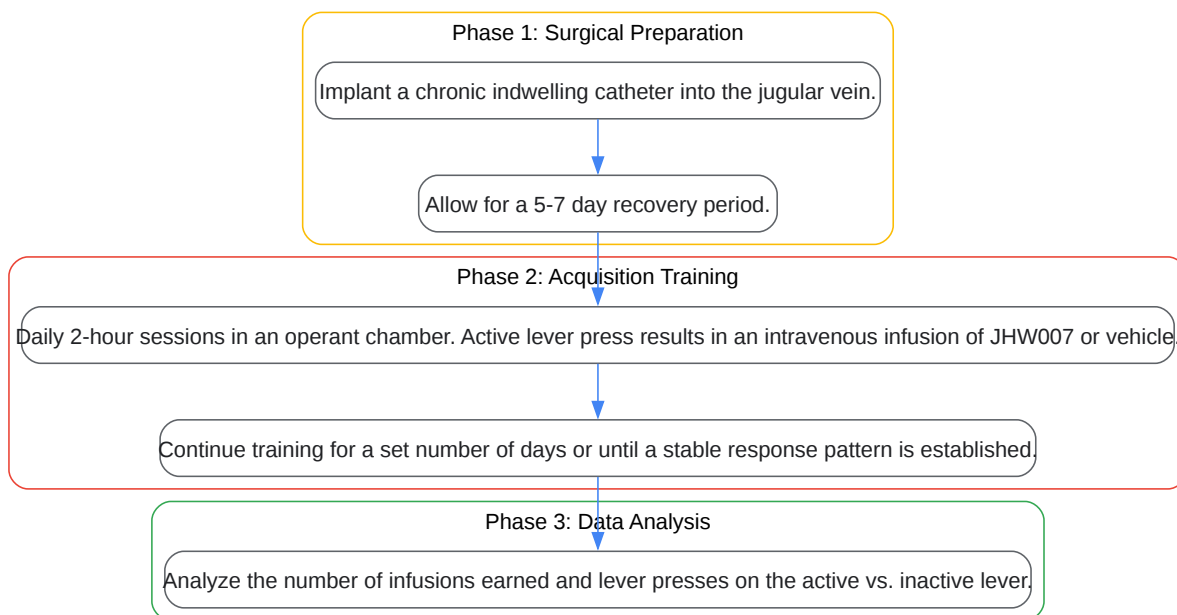 Phase 1: Surgical Preparation
Implant a chronic indwelling catheter into the jugular vein.
Allow for a 5-7 day recovery period.
Phase 2: Acquisition Training
Daily 2-hour sessions in an operant chamber. Active lever press results in an intravenous infusion of JHW007 or vehicle.
Continue training for a set number of days or until a stable response pattern is established.
Phase 3: Data Analysis
Analyze the number of infusions earned and lever presses on the active vs. inactive lever.